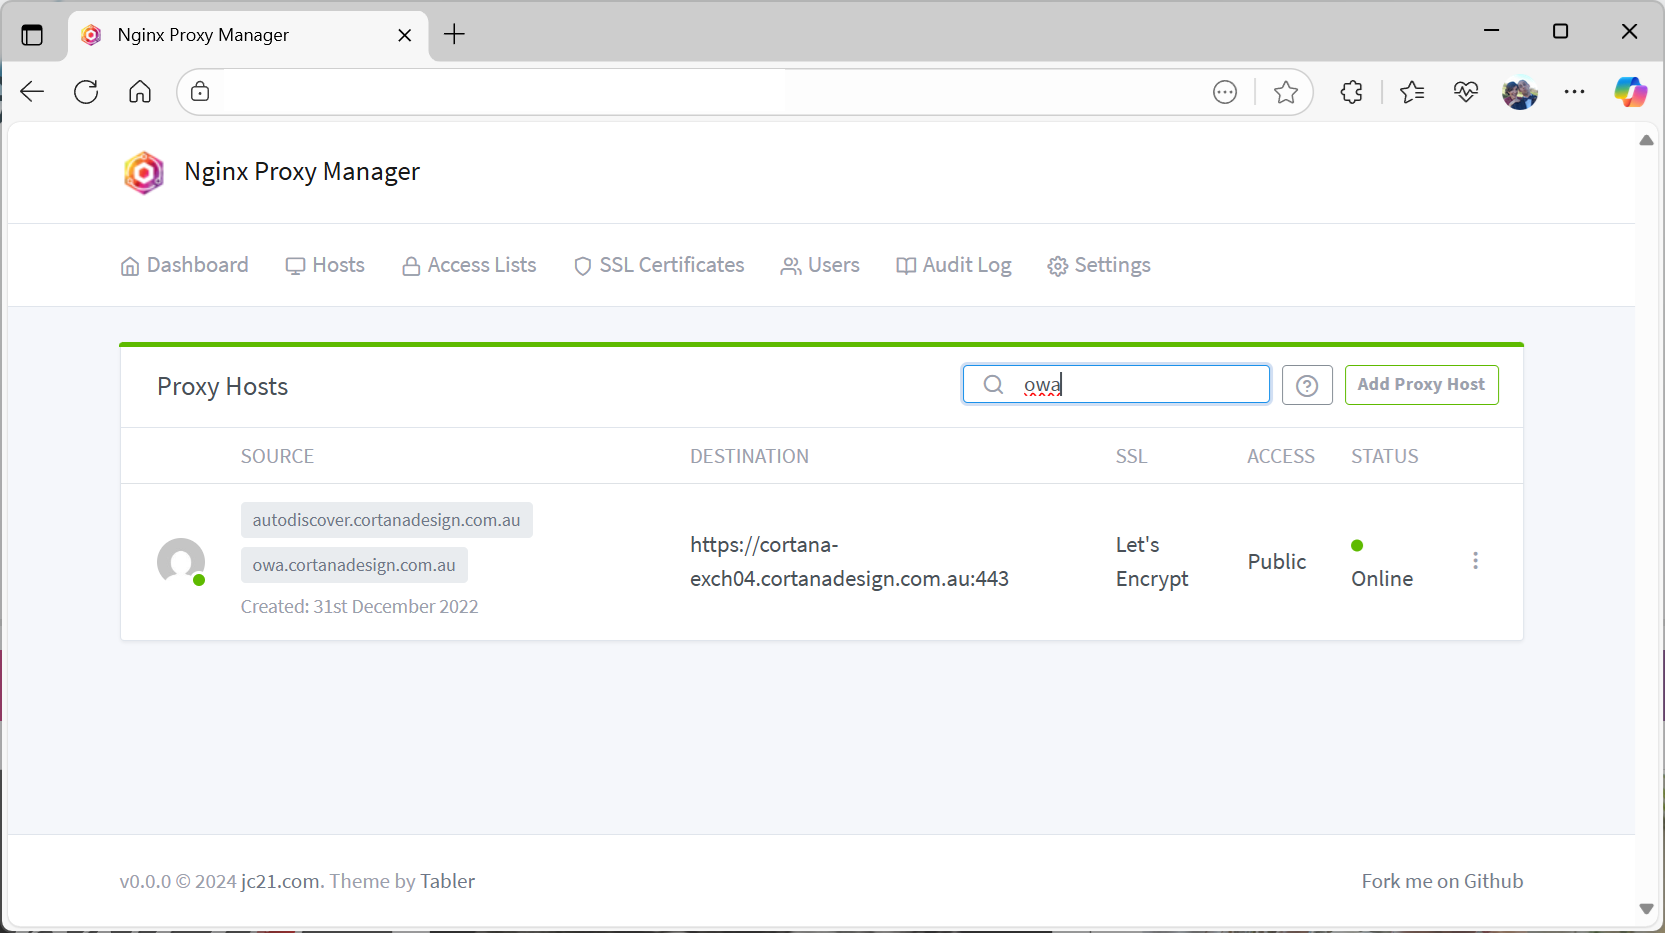 Nginx Proxy Manager
Nginx Proxy Manager
Dashboard Hosts Access Lists SSL Certificates Users Audit Log Settings
Proxy Hosts owa Add Proxy Host
SOURCE DESTINATION SSL ACCESS STATUS
autodiscover.cortanadesign.com.au
owa.cortanadesign.com.au
Created: 31st December 2022
https://cortana-
exch04.cortanadesign.com.au:443
Let's
Encrypt
Public
Online
v0.0.0 © 2024 jc21.com. Theme by Tabler Fork me on Github